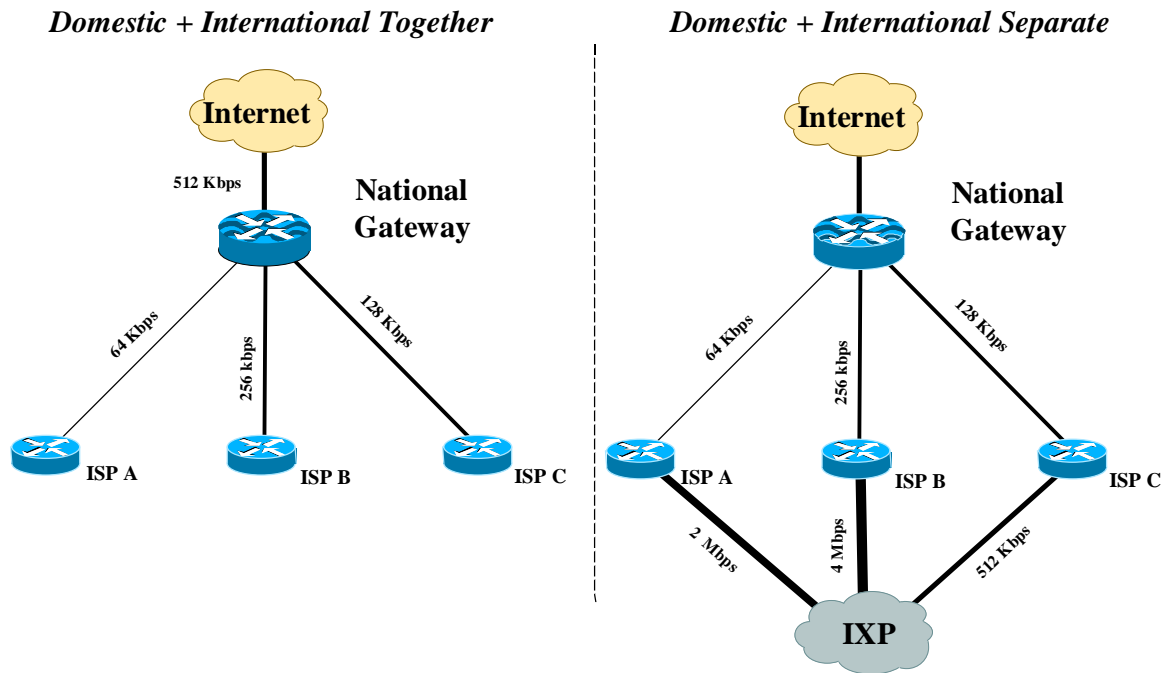 Domestic + International Together
Internet
512 Kbps
National
Gateway
64 Kbps
256 kbps
128 Kbps
ISP A
ISP B
ISP C
Domestic + International Separate
Internet
National
Gateway
64 Kbps
256 kbps
128 Kbps
ISP A
ISP B
ISP C
2 Mbps
4 Mbps
512 Kbps
IXP